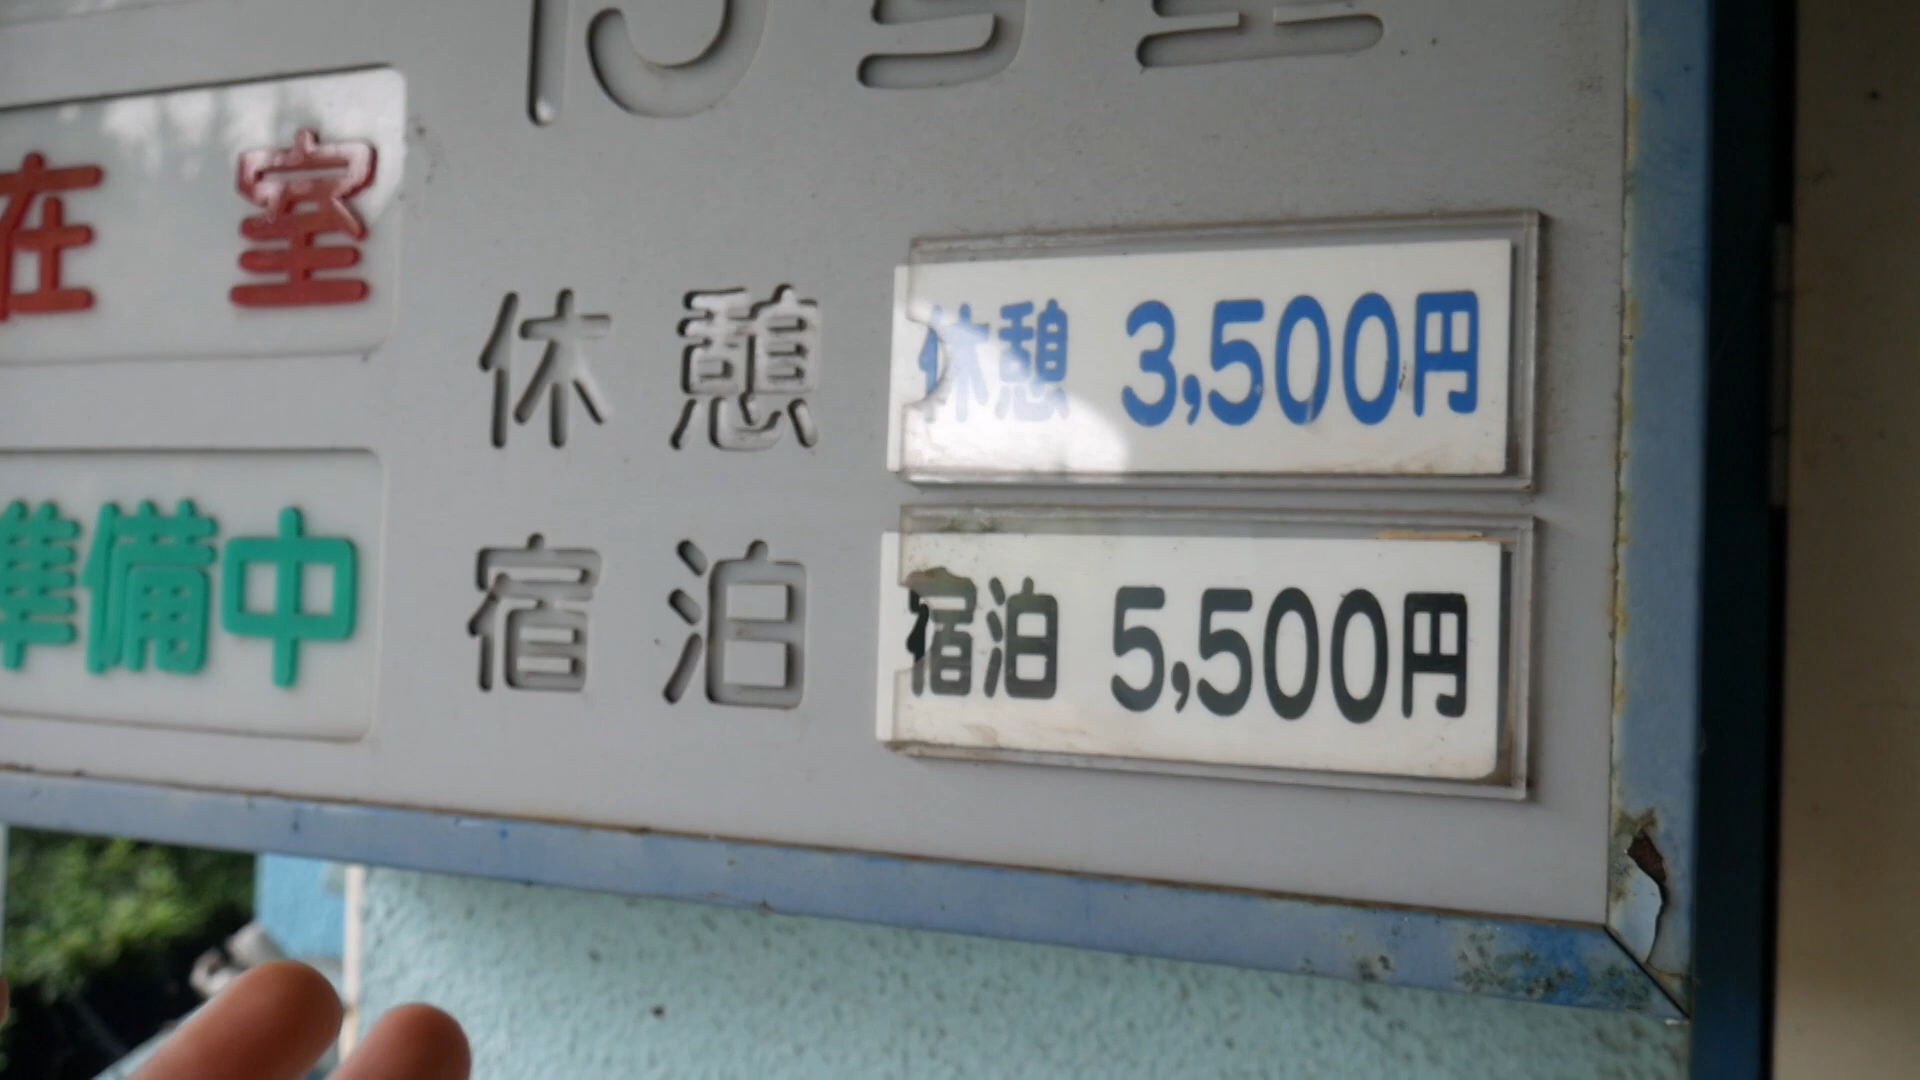 在室
休憩 休憩 3,500円
準備中
宿泊 宿泊 5,500円